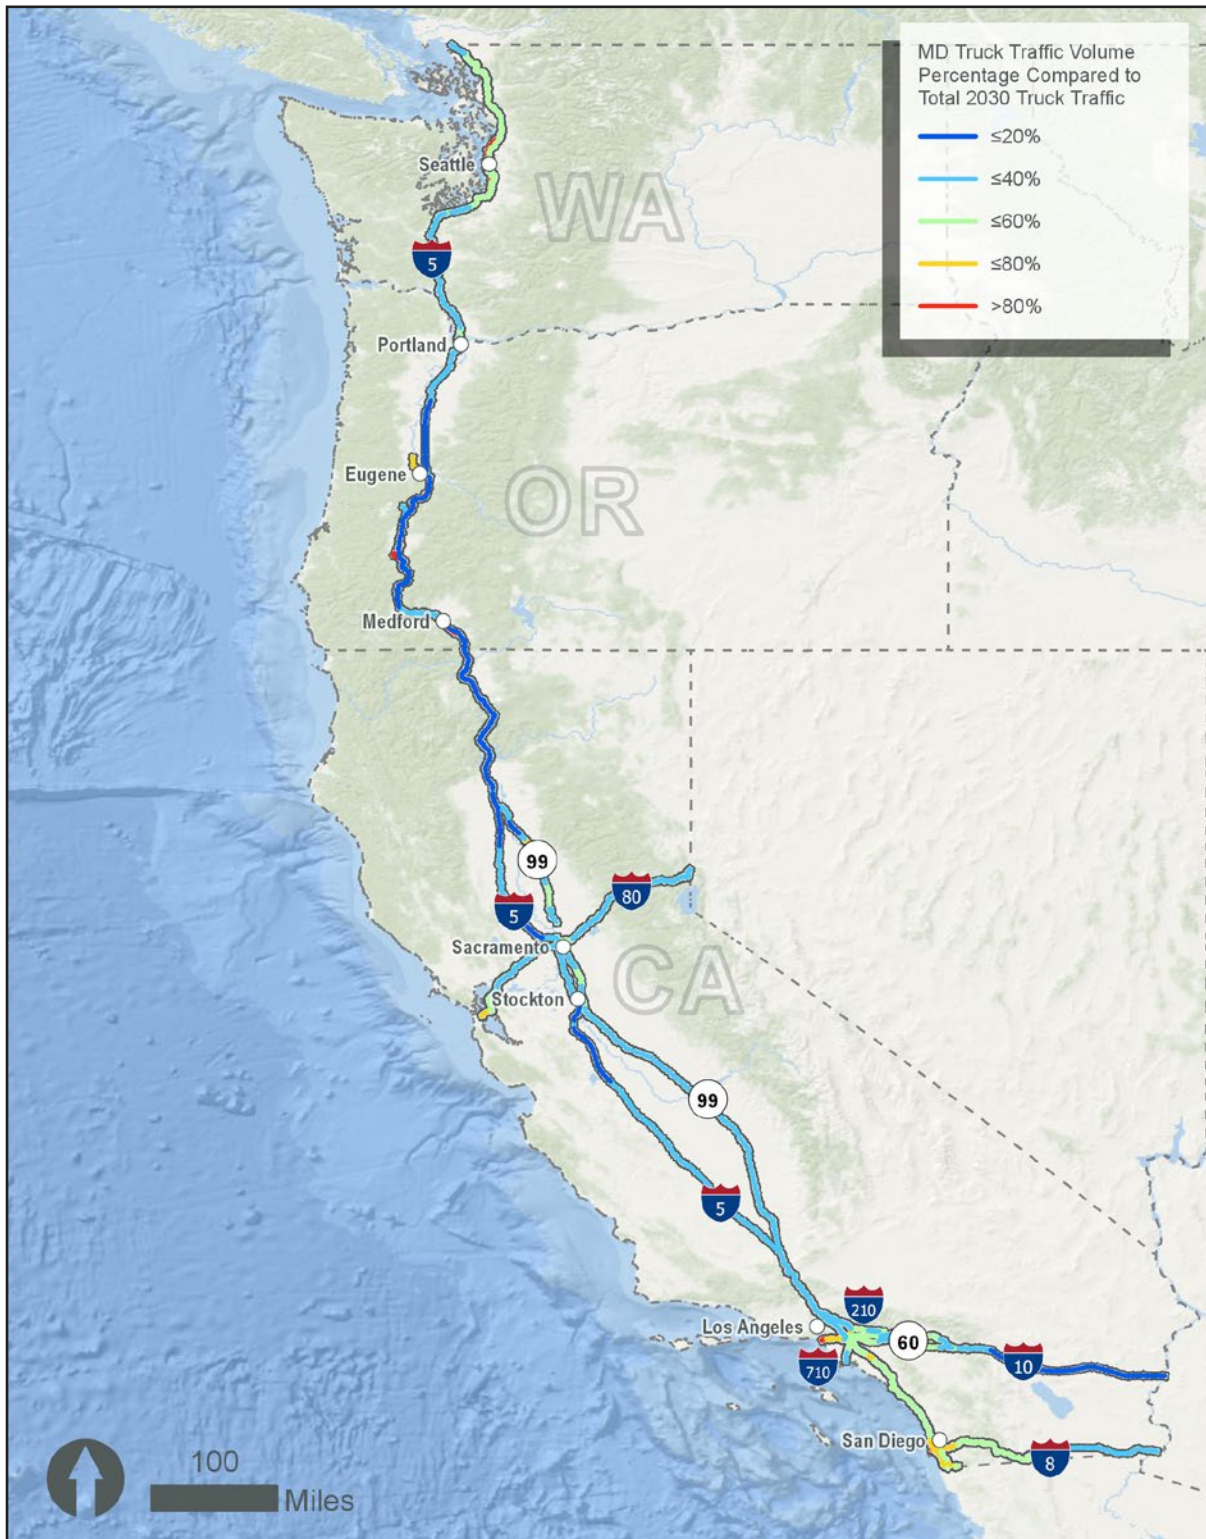 MD Truck Traffic Volume
Percentage Compared to
Total 2030 Truck Traffic
≤20%
≤40%
≤60%
≤80%
>80%
Seattle
WA
5
Portland
Eugene
OR
Medford
99
80
5
Sacramento
CA
Stockton
99
5
210
Los Angeles
60
710
10
San Diego
8
100
Miles